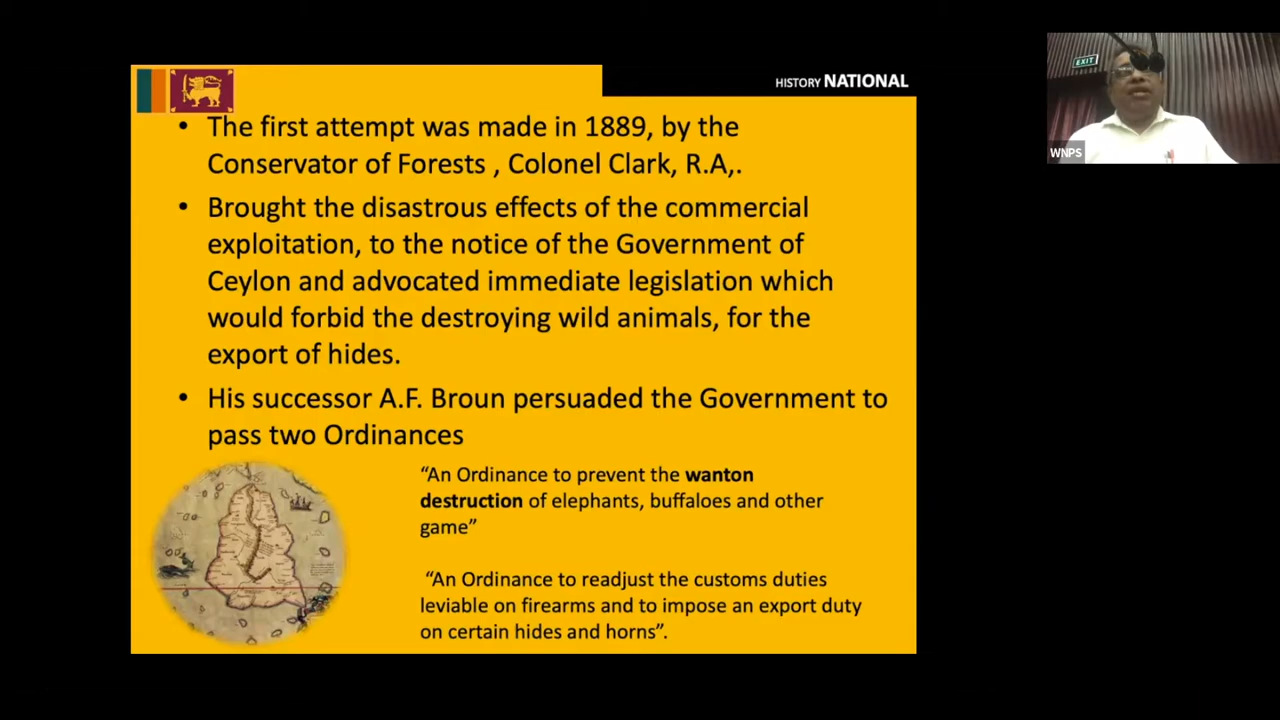 HISTORY NATIONAL
• The first attempt was made in 1889, by the
Conservator of Forests , Colonel Clark, R.A,.
• Brought the disastrous effects of the commercial
exploitation, to the notice of the Government of
Ceylon and advocated immediate legislation which
would forbid the destroying wild animals, for the
export of hides.
• His successor A.F. Broun persuaded the Government to
pass two Ordinances
“An Ordinance to prevent the wanton
destruction of elephants, buffaloes and other
game”
“An Ordinance to readjust the customs duties
leviable on firearms and to impose an export duty
on certain hides and horns”.
EXIT
WNPS